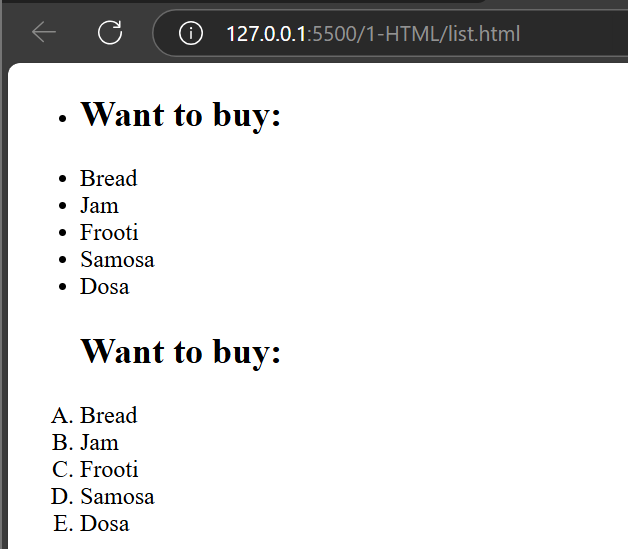 127.0.0.1:5500/1-HTML/list.html
• Want to buy:
• Bread
• Jam
• Frooti
• Samosa
• Dosa
Want to buy:
A. Bread
B. Jam
C. Frooti
D. Samosa
E. Dosa